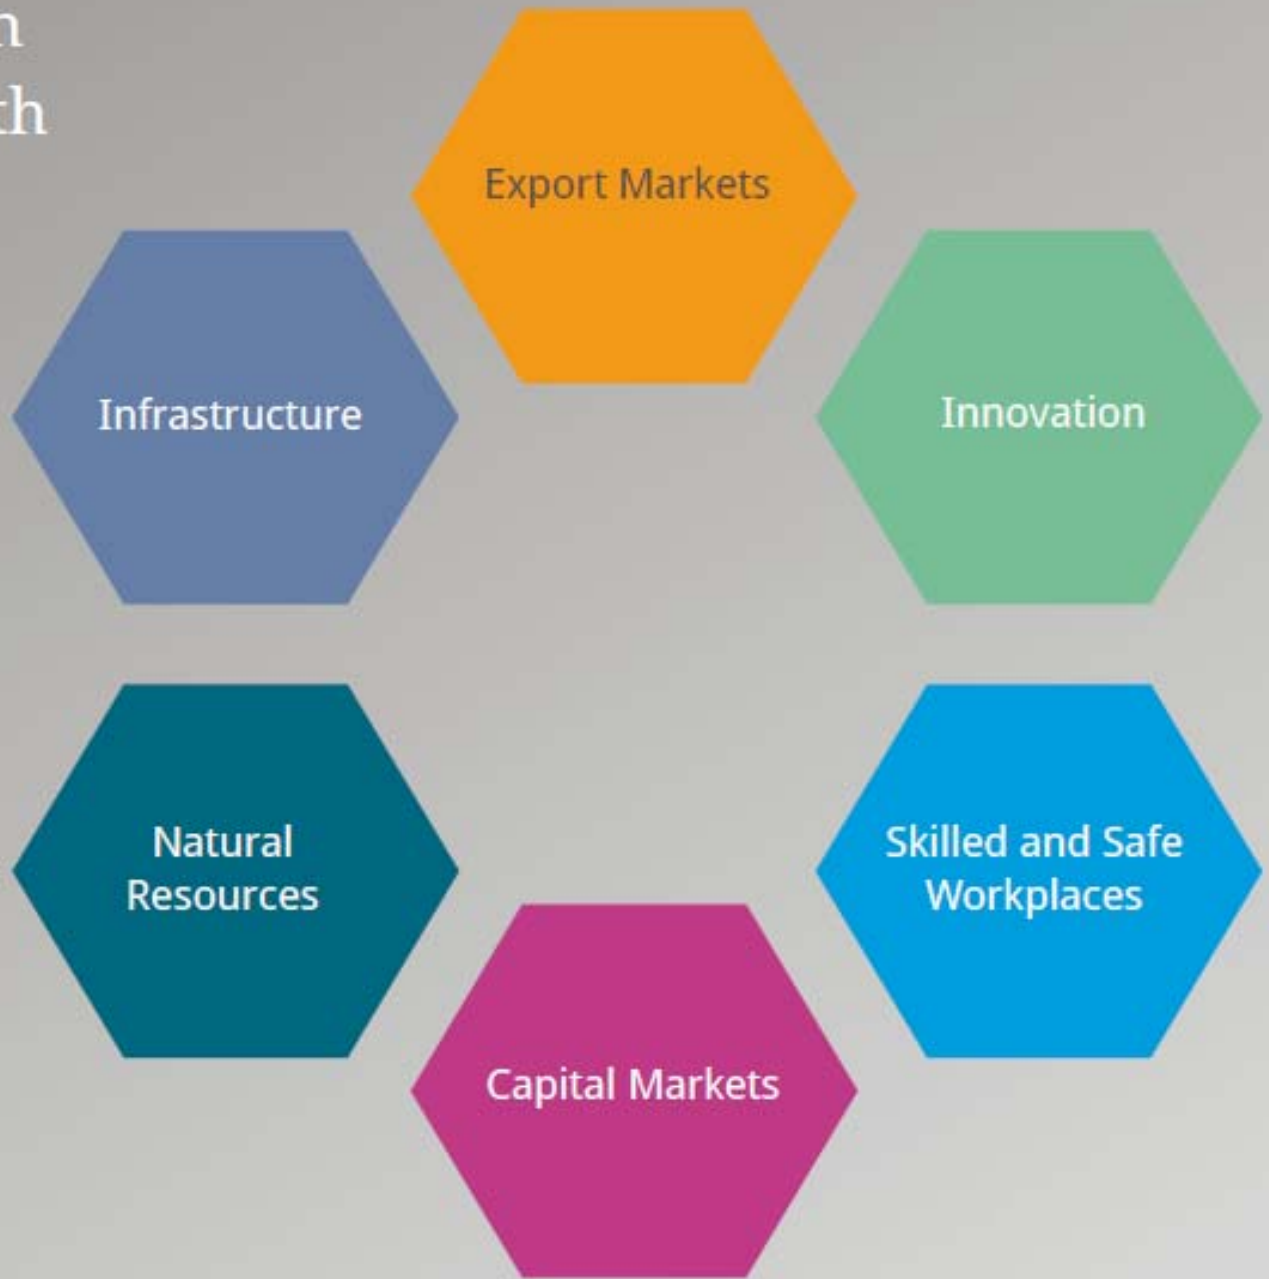 Export Markets
Infrastructure
Innovation
Natural
Resources
Skilled and Safe
Workplaces
Capital Markets